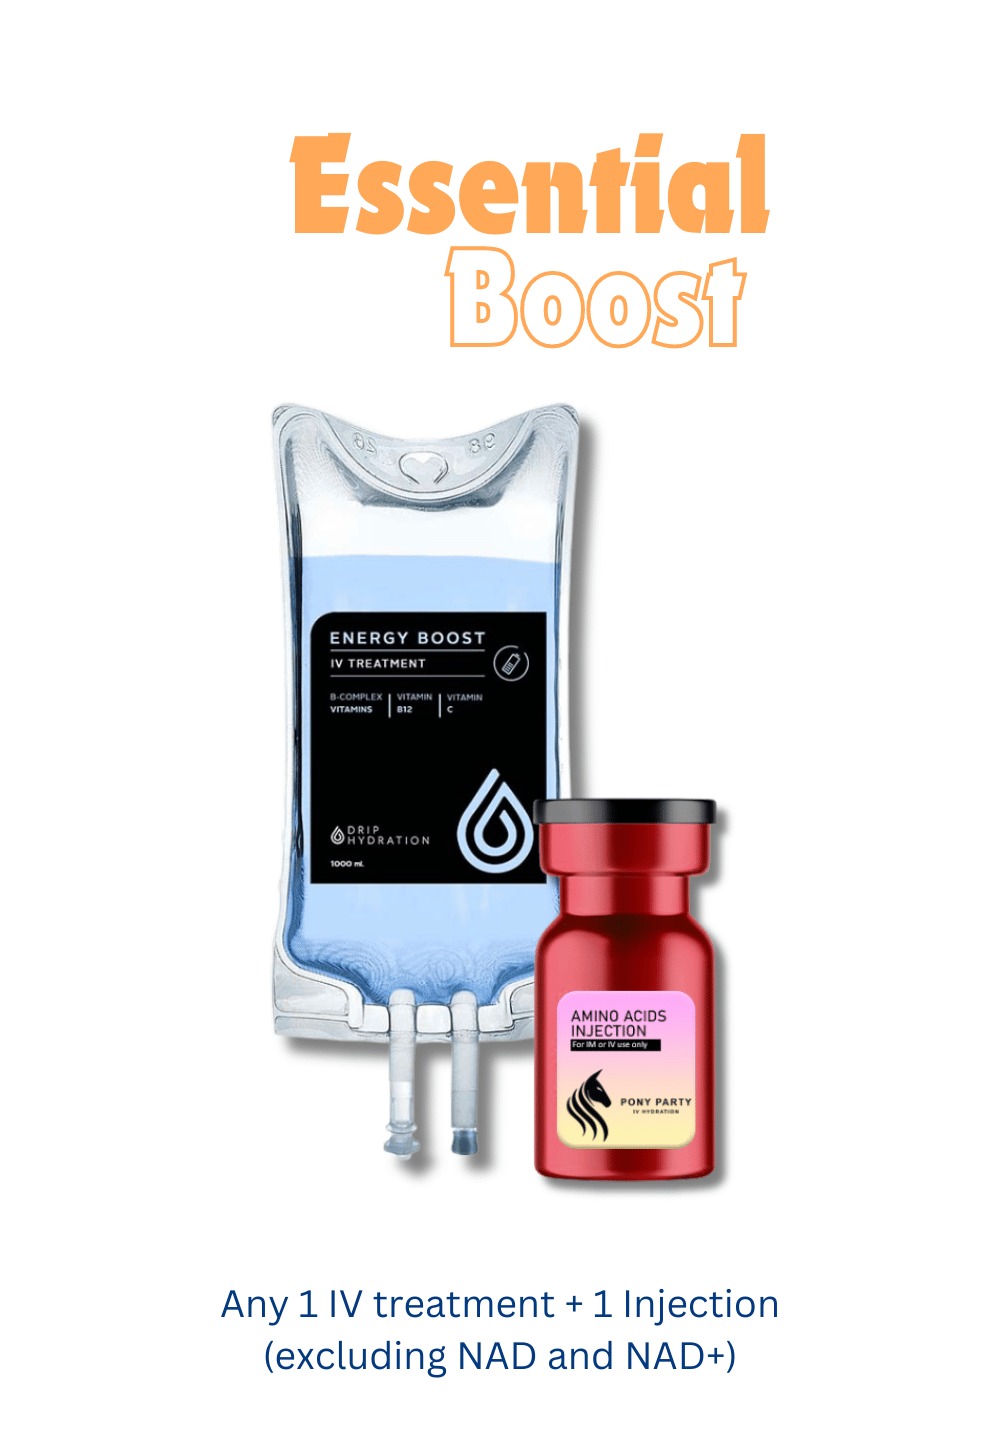 Essential
Boost
ENERGY BOOST
IV TREATMENT
B-COMPLEX VITAMINS | VITAMIN B12 | VITAMIN C
DRIP
HYDRATION
1000 ml.
AMINO ACIDS
INJECTION
For IM or IV use only
PONY PARTY
IV HYDRATION
Any 1 IV treatment + 1 Injection
(excluding NAD and NAD+)